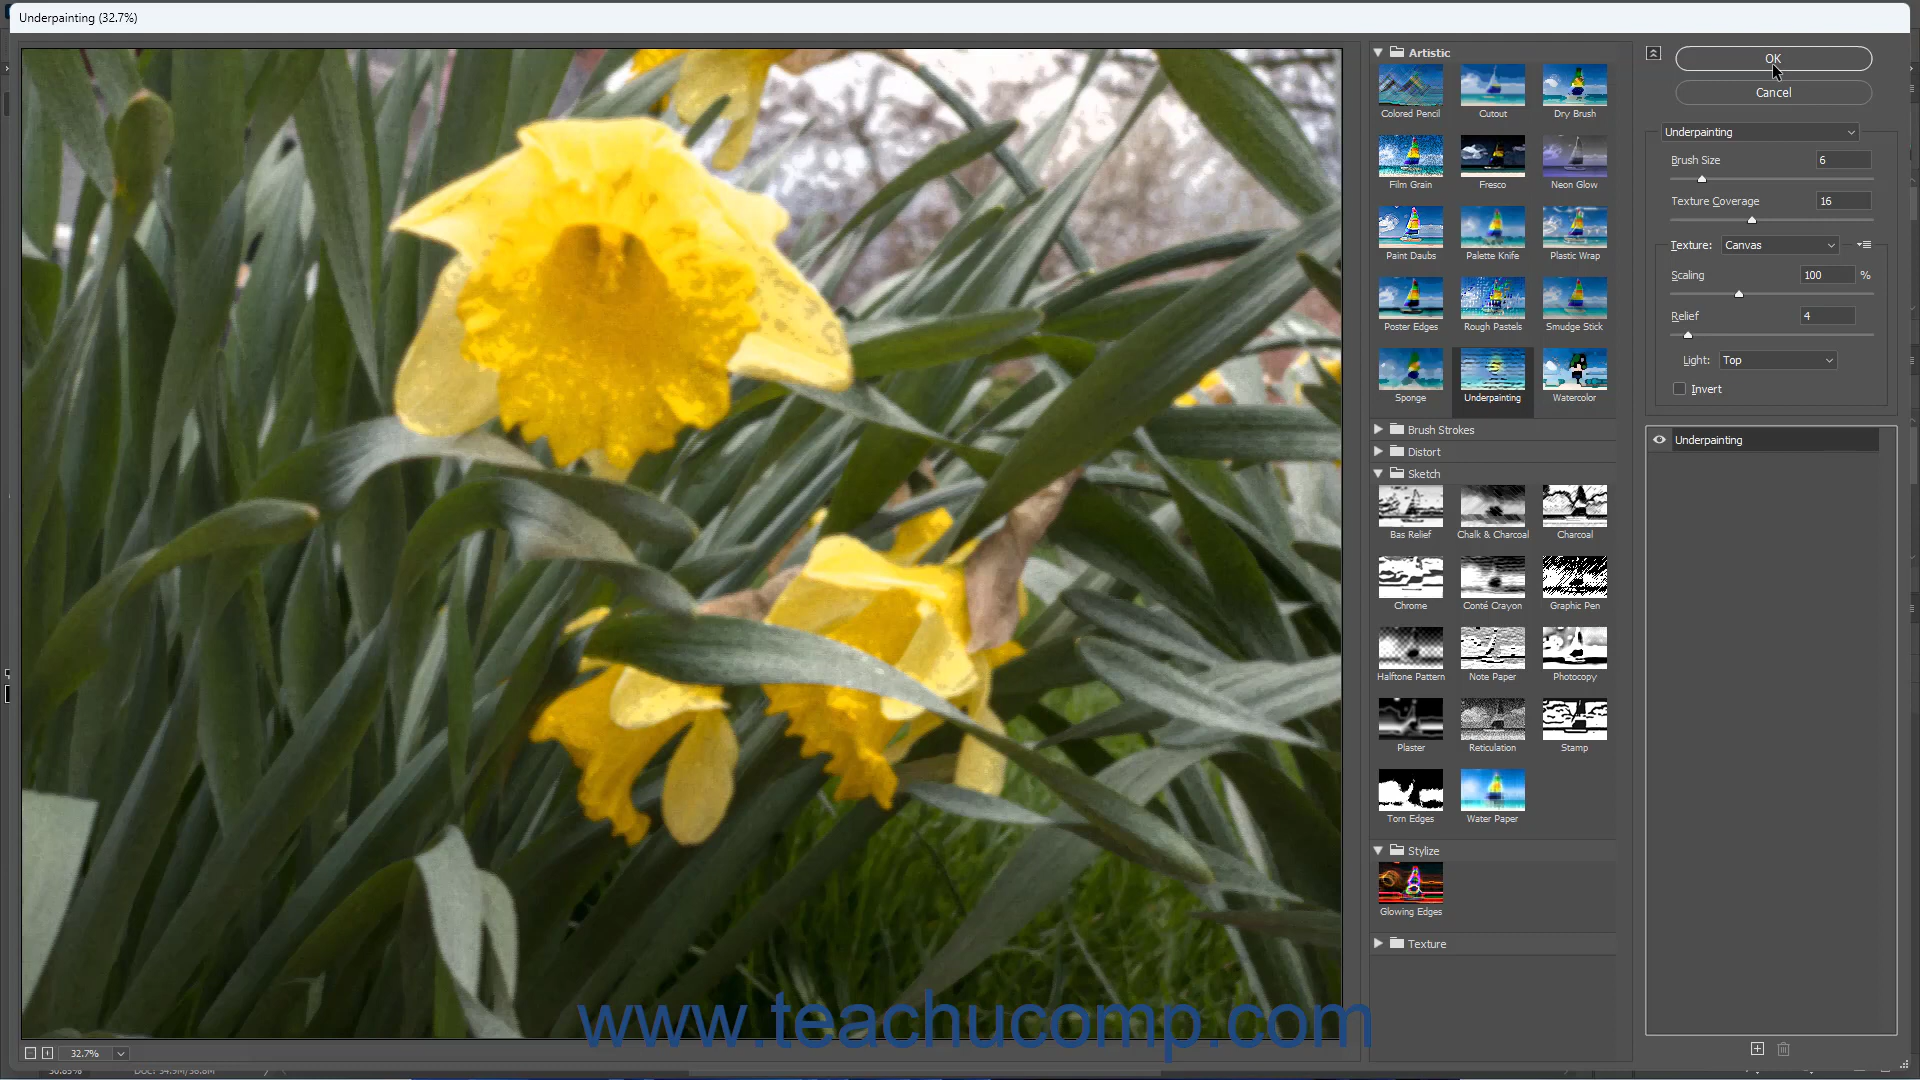 Underpainting (32.7%)
Artistic
Colored Pencil
Cutout
Dry Brush
Film Grain
Fresco
Neon Glow
Paint Daubs
Palette Knife
Plastic Wrap
Poster Edges
Rough Pastels
Smudge Stick
Sponge
Underpainting
Watercolor
Brush Strokes
Distort
Sketch
Bas Relief
Chalk & Charcoal
Charcoal
Chrome
Conté Crayon
Graphic Pen
Halftone Pattern
Note Paper
Photocopy
Plaster
Reticulation
Stamp
Torn Edges
Water Paper
Stylize
Glowing Edges
Texture
OK
Cancel
Underpainting
Brush Size 6
Texture Coverage 16
Texture: Canvas
Scaling 100 %
Relief 4
Light: Top
Invert
Underpainting
www.teachucomp.com
32.7%